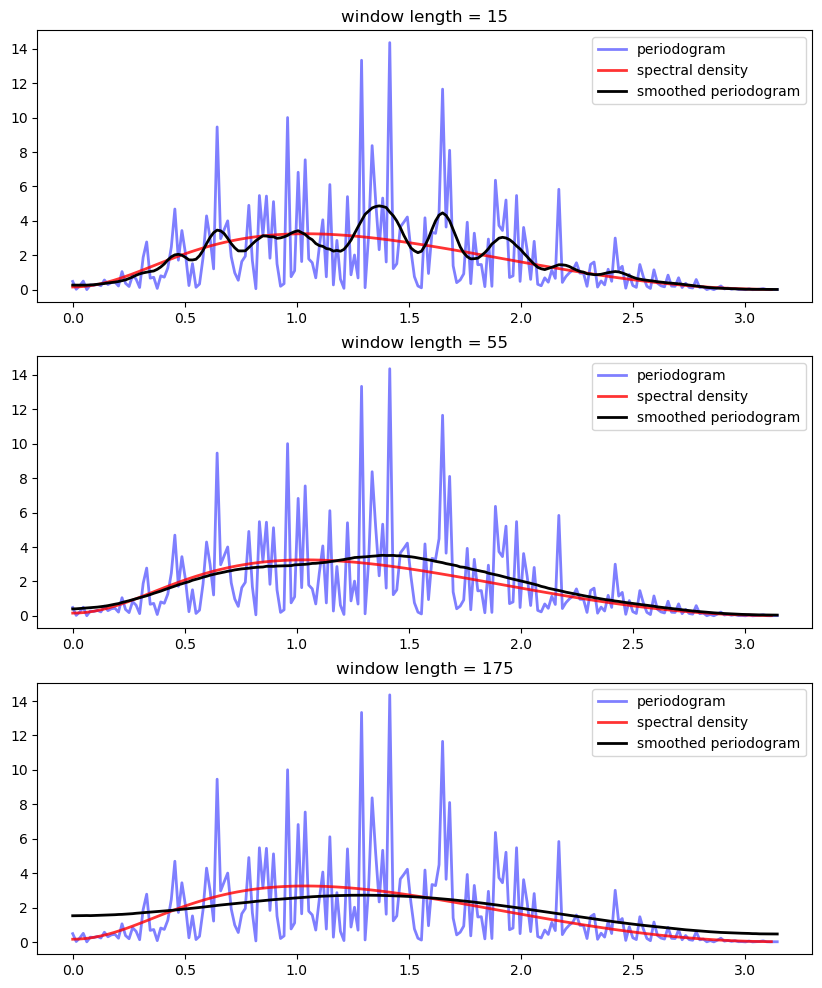 window length = 15
14
12
10
8
6
4
2
0
periodogram
spectral density
smoothed periodogram
0.0 0.5 1.0 1.5 2.0 2.5 3.0
window length = 55
14
12
10
8
6
4
2
0
periodogram
spectral density
smoothed periodogram
0.0 0.5 1.0 1.5 2.0 2.5 3.0
window length = 175
14
12
10
8
6
4
2
0
periodogram
spectral density
smoothed periodogram
0.0 0.5 1.0 1.5 2.0 2.5 3.0